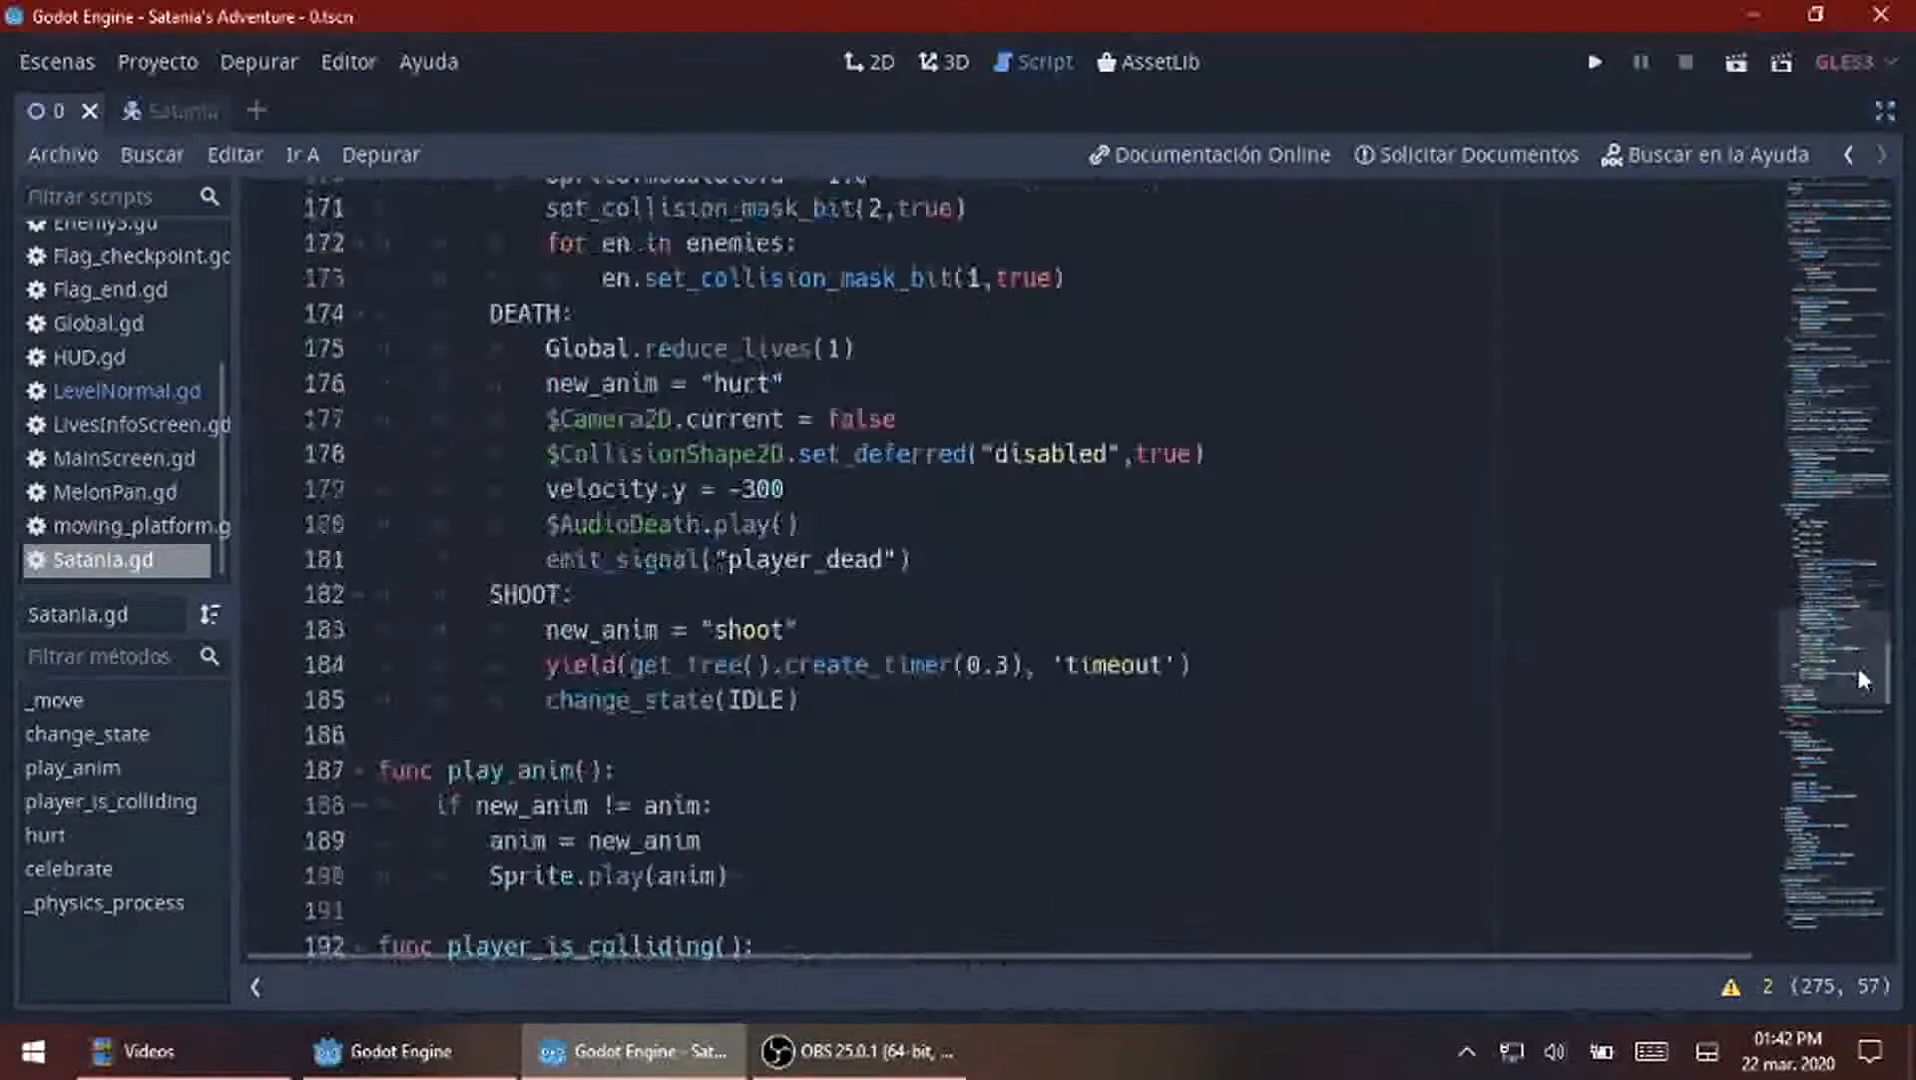 Godot Engine - Satania's Adventure - 0.tscn
Escenas Proyecto Depurar Editor Ayuda
2D 3D Script AssetLib
GLES3
0 Satania
Archivo Buscar Editar Ir A Depurar
Documentación Online Solicitar Documentos Buscar en la Ayuda
Filtrar scripts
Enemy3.gd
Flag_checkpoint.gc
Flag_end.gd
Global.gd
HUD.gd
LevelNormal.gd
LivesInfoScreen.gd
MainScreen.gd
MelonPan.gd
moving_platform.g
Satania.gd
Satania.gd
Filtrar métodos
_move
change_state
play_anim
player_is_colliding
hurt
celebrate
_physics_process
171 set_collision_mask_bit(2,true)
172 for en in enemies:
173 en.set_collision_mask_bit(1,true)
174 DEATH:
175 Global.reduce_lives(1)
176 new_anim = "hurt"
177 $Camera2D.current = false
178 $CollisionShape2D.set_deferred("disabled",true)
179 velocity.y = -300
180 $AudioDeath.play()
181 emit_signal("player_dead")
182 SHOOT:
183 new_anim = "shoot"
184 yield(get_tree().create_timer(0.3), 'timeout')
185 change_state(IDLE)
186
187 func play_anim():
188 if new_anim != anim:
189 anim = new_anim
190 Sprite.play(anim)
191
192 func player_is_colliding():
2 (275, 57)
Videos
Godot Engine
Godot Engine - Sat...
OBS 25.0.1 (64-bit, ...
01:42 PM
22 mar. 2020